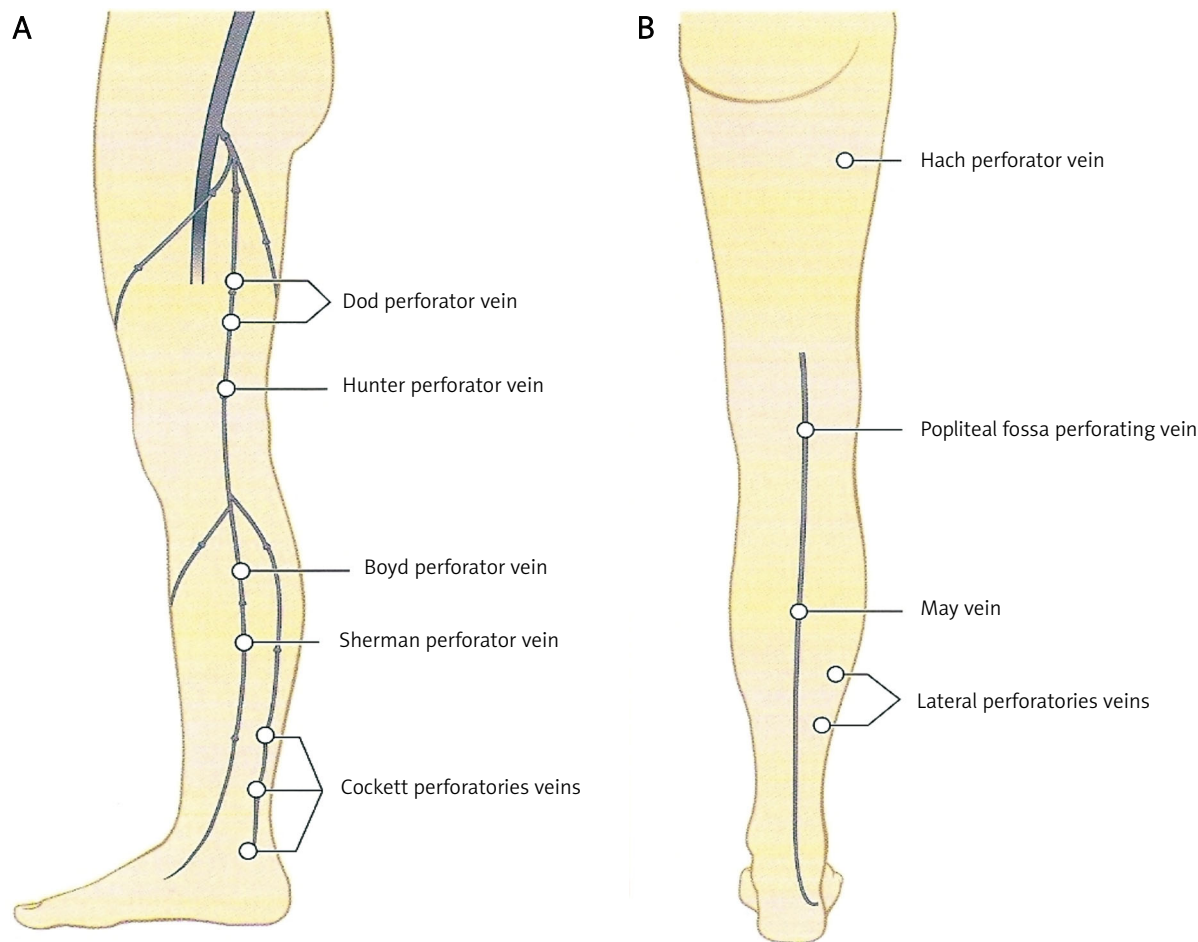 A
Dod perforator vein
Hunter perforator vein
Boyd perforator vein
Sherman perforator vein
Cockett perforatories veins
B
Hach perforator vein
Popliteal fossa perforating vein
May vein
Lateral perforatories veins